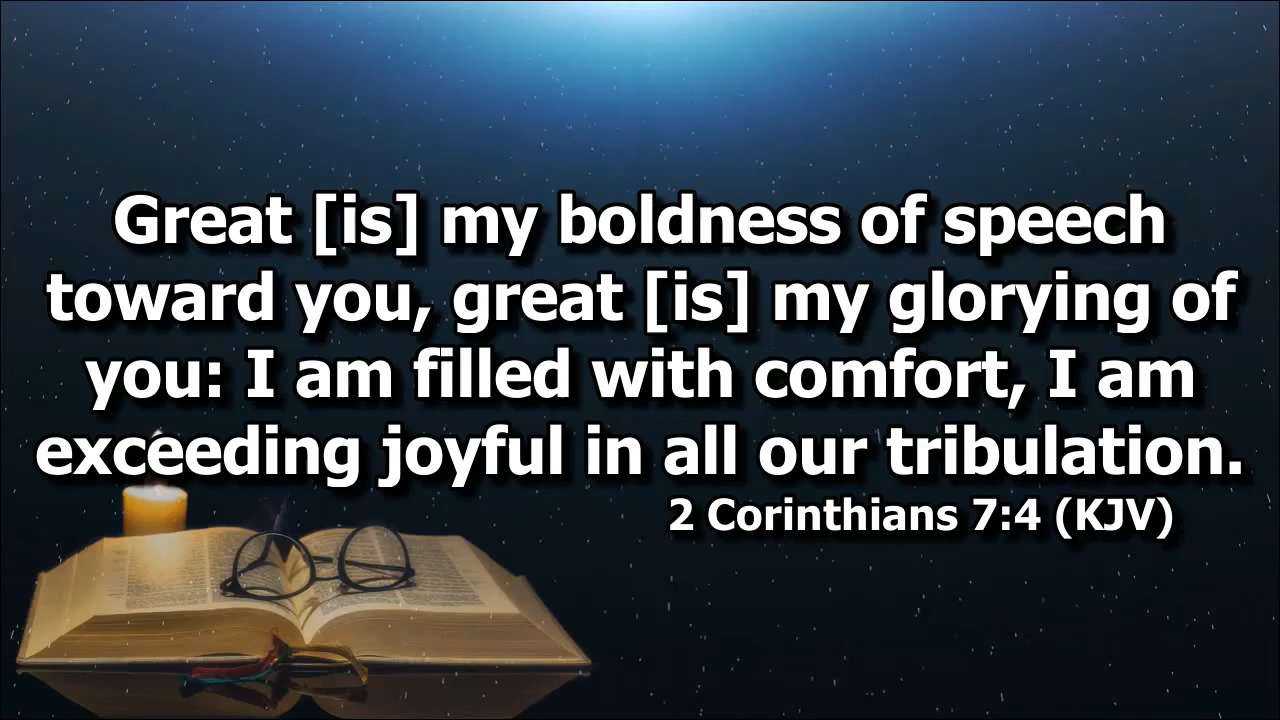 Great [is] my boldness of speech
toward you, great [is] my glorying of
you: I am filled with comfort, I am
exceeding joyful in all our tribulation.
2 Corinthians 7:4 (KJV)